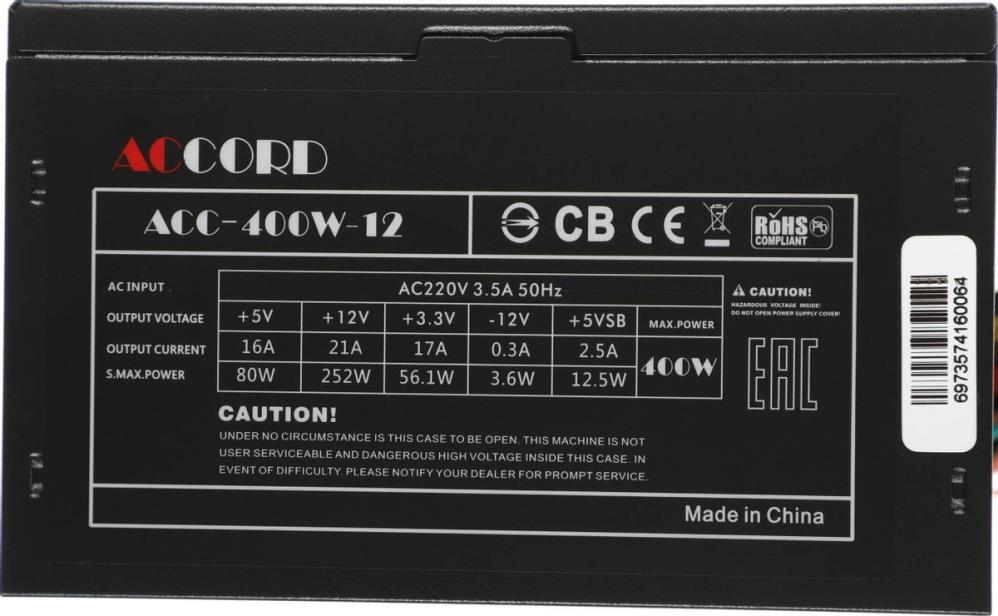 ACCORD
ACC-400W-12
CB CE RoHS Pb
COMPLIANT
AC INPUT AC220V 3.5A 50Hz
OUTPUT VOLTAGE +5V +12V +3.3V -12V +5VSB MAX.POWER
OUTPUT CURRENT 16A 21A 17A 0.3A 2.5A 400W
S.MAX.POWER 80W 252W 56.1W 3.6W 12.5W
CAUTION!
HAZARDOUS VOLTAGE INSIDE!
DO NOT OPEN POWER SUPPLY COVER!
EAC
CAUTION!
UNDER NO CIRCUMSTANCE IS THIS CASE TO BE OPEN. THIS MACHINE IS NOT
USER SERVICEABLE AND DANGEROUS HIGH VOLTAGE INSIDE THIS CASE. IN
EVENT OF DIFFICULTY. PLEASE NOTIFY YOUR DEALER FOR PROMPT SERVICE.
Made in China
6973574160064